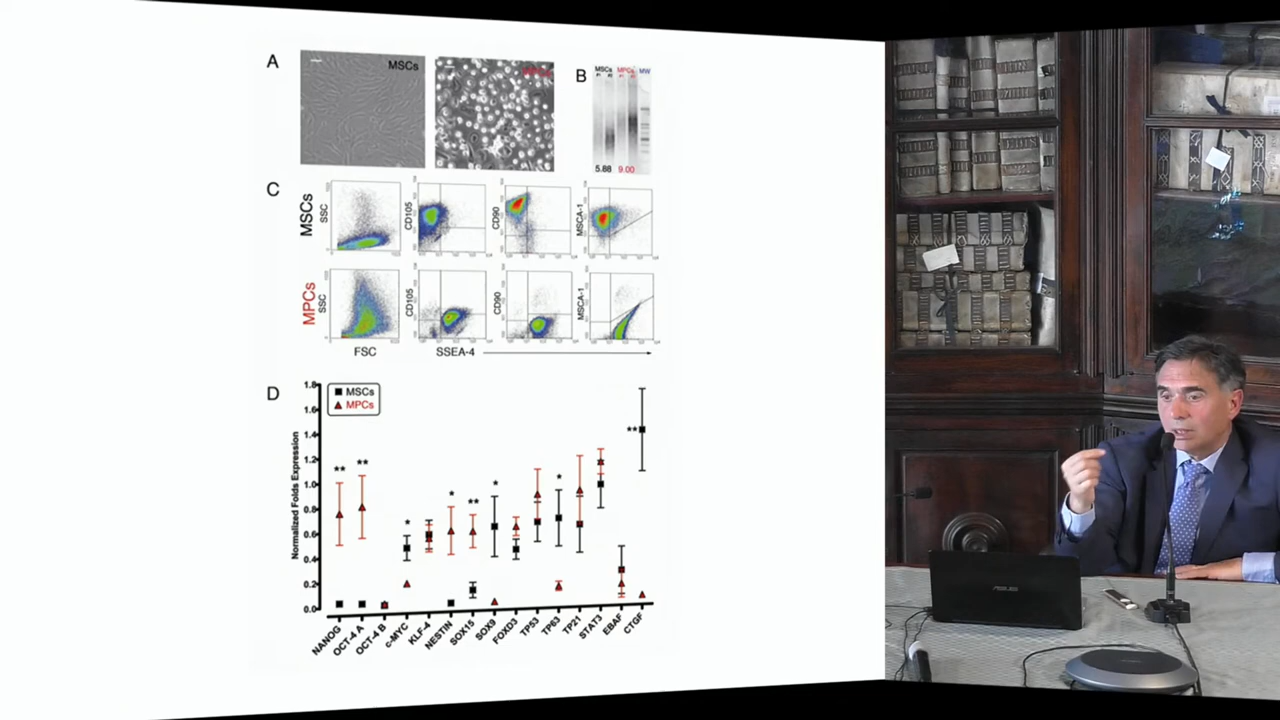 A
MSCs
B
MSCs MPCs MW
5.88 9.00
C
MSCs
SSC
CD105
CD90
MSCA-1
MPCs
SSC
CD105
CD90
MSCA-1
FSC
SSEA-4
D
MSCs
MPCs
Normalized Folds Expression
1.8
1.6
1.4
1.2
1.0
0.8
0.6
0.4
0.2
0.0
** ** * * ** * * **
NANOG
OCT-4 A
OCT-4 B
c-MYC
KLF-4
NESTIN
SOX15
SOX9
FOXD3
TP53
TP63
TP21
STAT3
EBAF
CTGF
ASUS